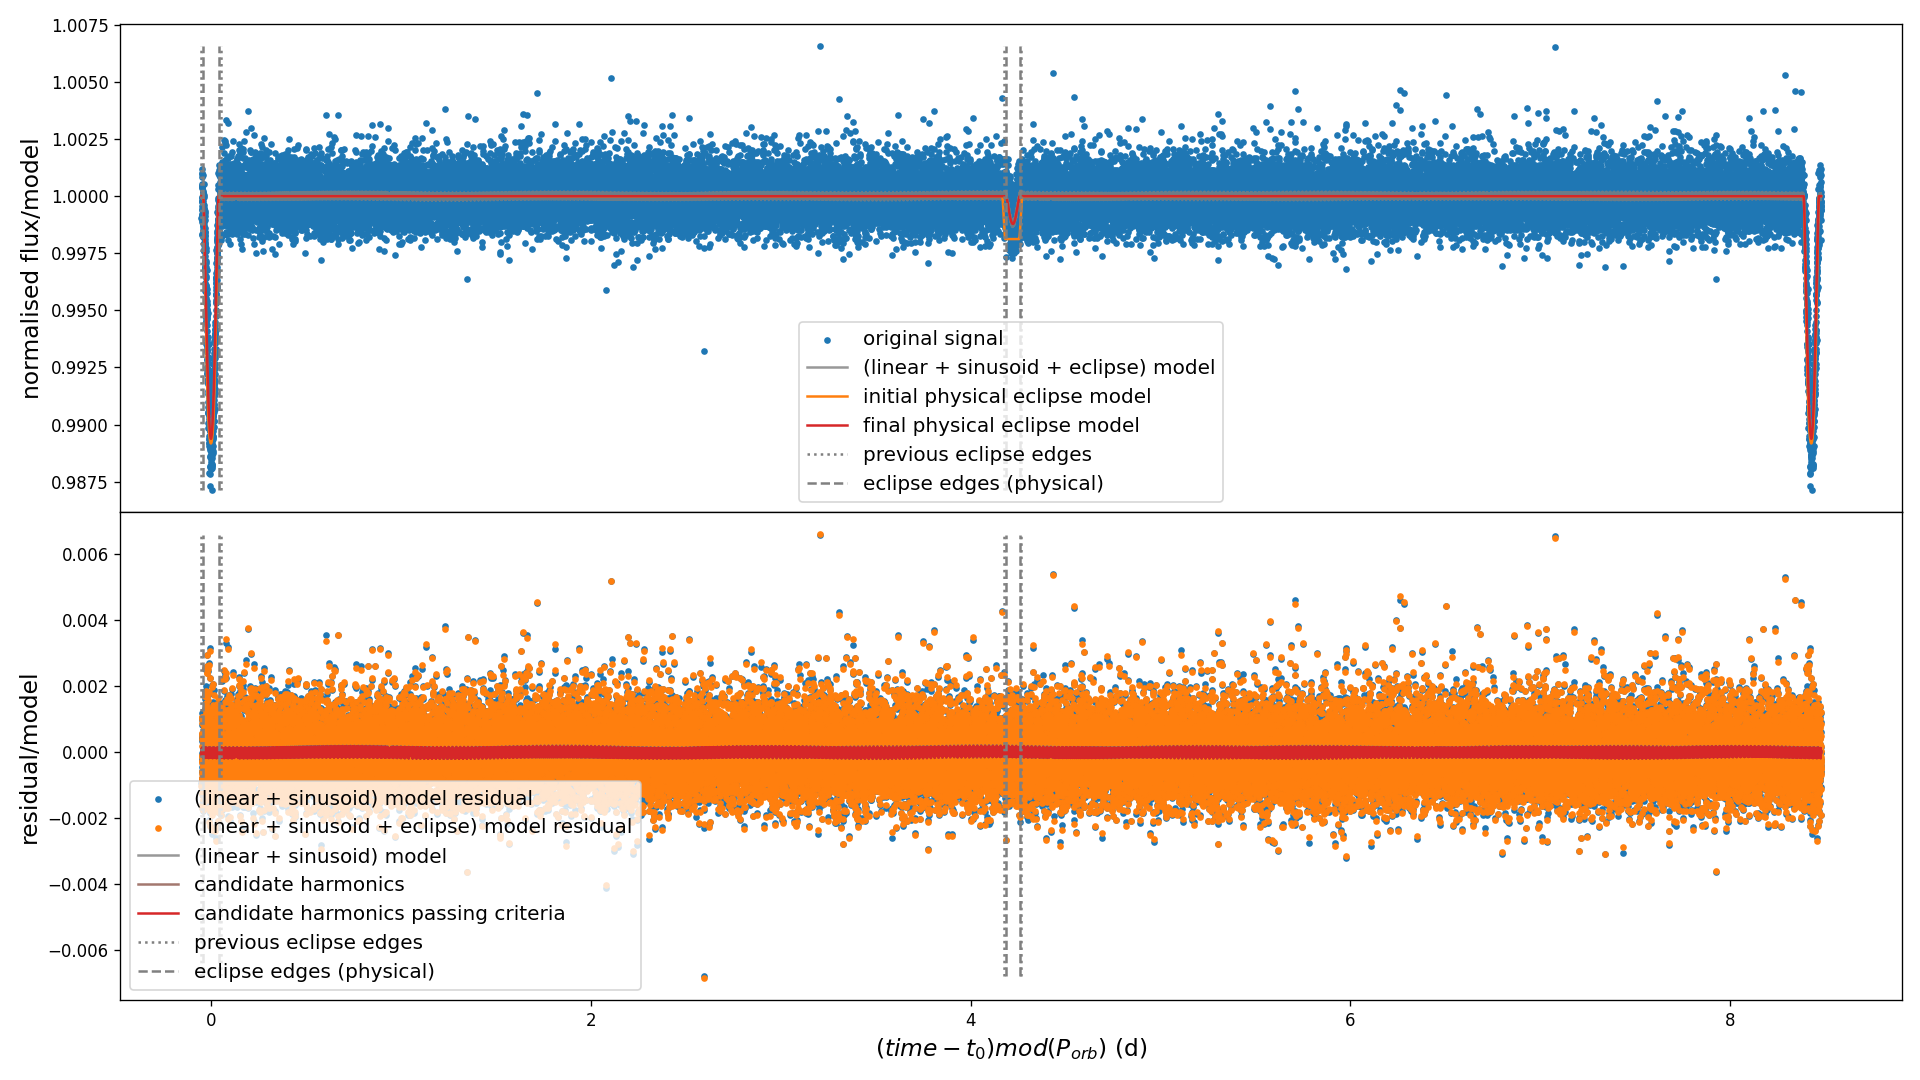 1.0075
1.0050
1.0025
1.0000
0.9975
0.9950
0.9925
0.9900
0.9875
normalised flux/model
original signal
(linear + sinusoid + eclipse) model
initial physical eclipse model
final physical eclipse model
previous eclipse edges
eclipse edges (physical)
0.006
0.004
0.002
0.000
−0.002
−0.004
−0.006
residual/model
(linear + sinusoid) model residual
(linear + sinusoid + eclipse) model residual
(linear + sinusoid) model
candidate harmonics
candidate harmonics passing criteria
previous eclipse edges
eclipse edges (physical)
0 2 4 6 8
(time − t₀)mod(Pₒᵣb) (d)